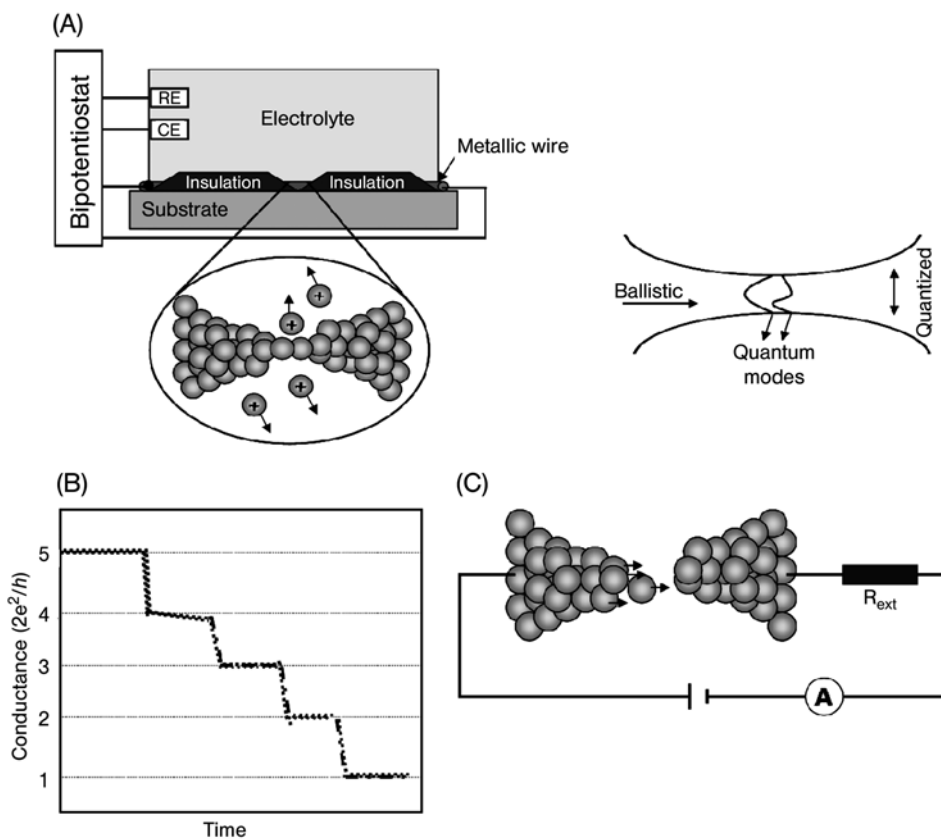 (A)
Bipotentiostat
RE
CE
Electrolyte
Metallic wire
Insulation
Insulation
Substrate
+
+
+
+
Ballistic
Quantized
Quantum
modes
(B)
Conductance (2e²/h)
5
4
3
2
1
Time
(C)
R_ext
A